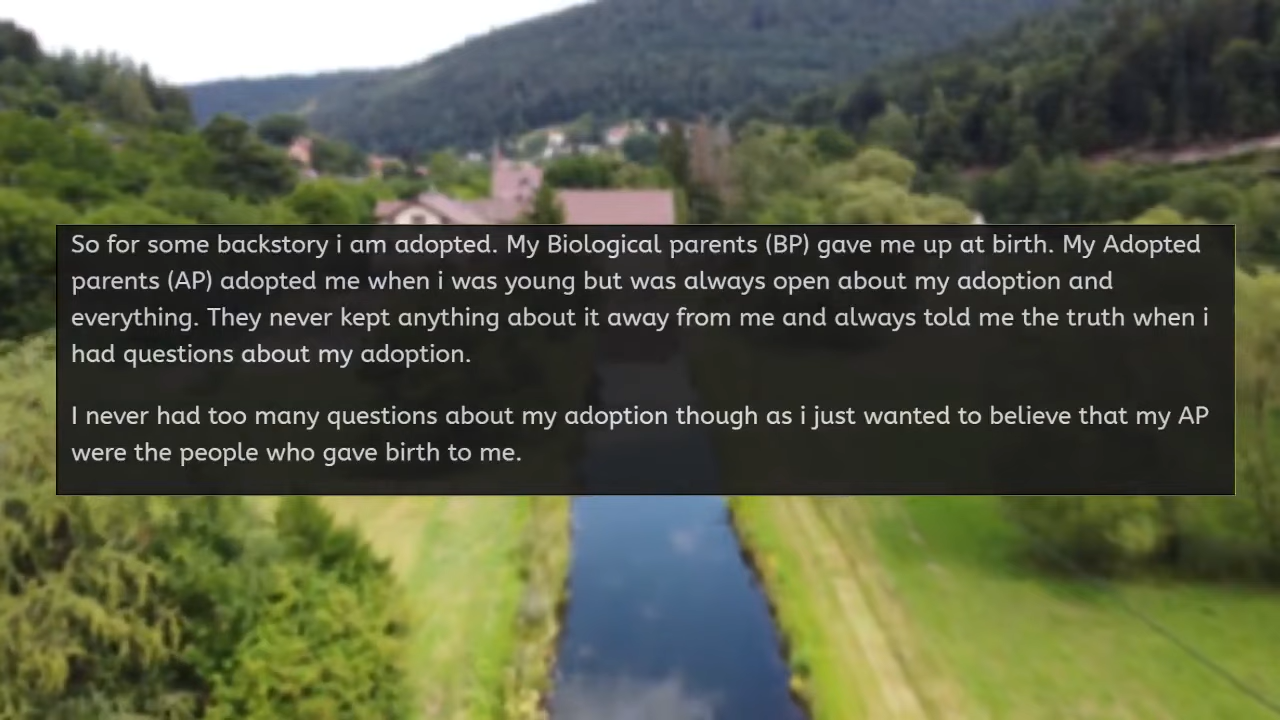 So for some backstory i am adopted. My Biological parents (BP) gave me up at birth. My Adopted
parents (AP) adopted me when i was young but was always open about my adoption and
everything. They never kept anything about it away from me and always told me the truth when i
had questions about my adoption.
I never had too many questions about my adoption though as i just wanted to believe that my AP
were the people who gave birth to me.